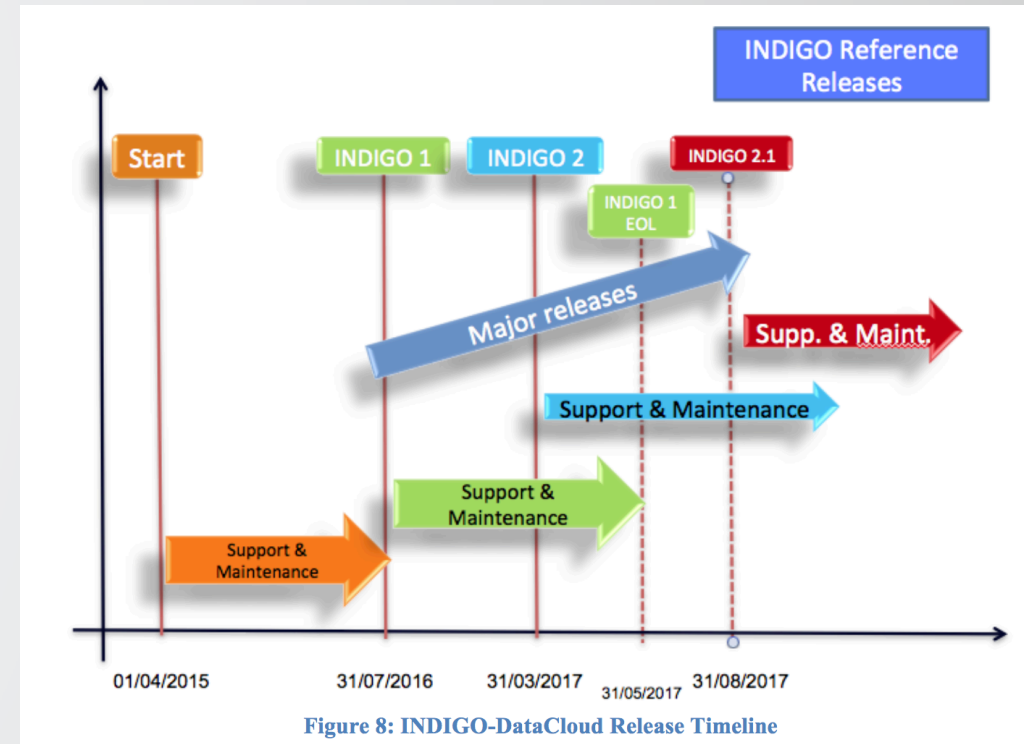 INDIGO Reference
Releases
Start
INDIGO 1
INDIGO 2
INDIGO 2.1
INDIGO 1
EOL
Major releases
Supp. & Maint.
Support & Maintenance
Support &
Maintenance
Support &
Maintenance
01/04/2015
31/07/2016
31/03/2017
31/05/2017
31/08/2017
Figure 8: INDIGO-DataCloud Release Timeline